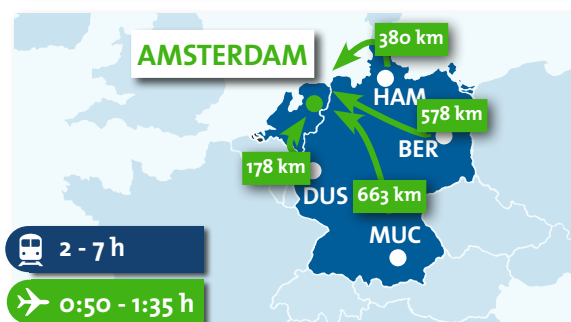 380 km
AMSTERDAM
HAM
578 km
BER
178 km
DUS
663 km
MUC
2 - 7 h
0:50 - 1:35 h